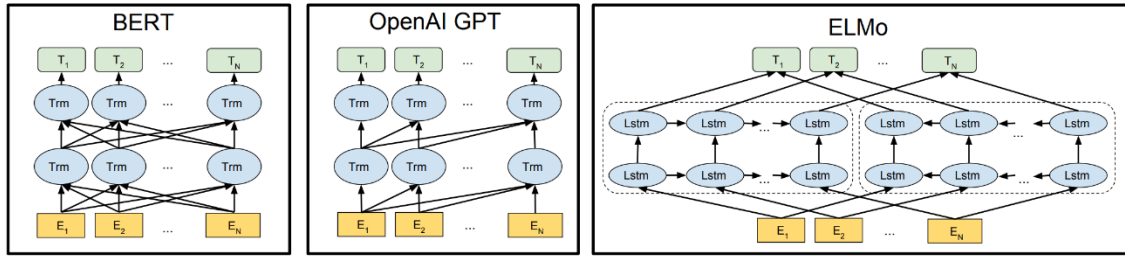 BERT
T1 T2 ... TN
Trm Trm ... Trm
Trm Trm ... Trm
E1 E2 ... EN
OpenAI GPT
T1 T2 ... TN
Trm Trm ... Trm
Trm Trm ... Trm
E1 E2 ... EN
ELMo
T1 T2 ... TN
Lstm Lstm ... Lstm Lstm Lstm ... Lstm
Lstm Lstm ... Lstm Lstm Lstm ... Lstm
E1 E2 ... EN